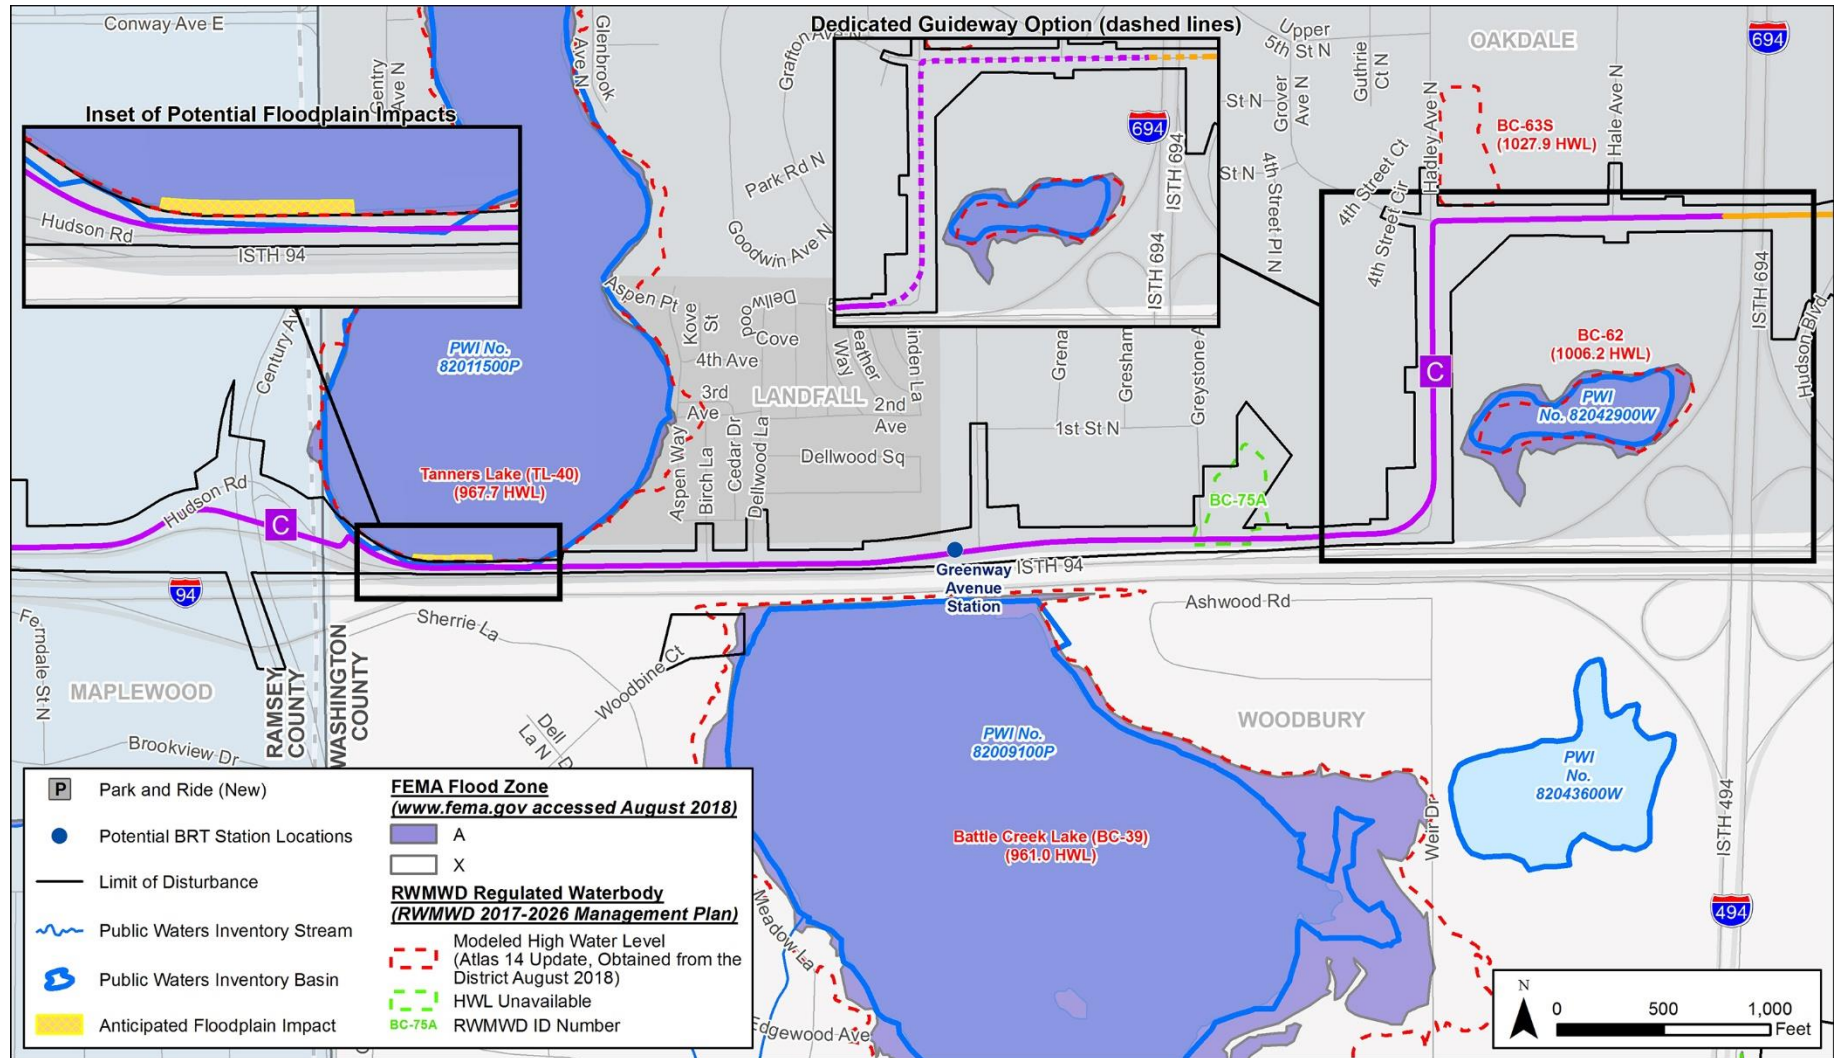 Conway Ave E
Gentry
Ave N
Glenbrook
Ave N
Dedicated Guideway Option (dashed lines)
Grafton Ave N
Upper
5th St N
OAKDALE
694
Guthrie
Ct N
Inset of Potential Floodplain Impacts
Hudson Rd
ISTH 94
694
ISTH 694
ISTH 694
St N
Grover
Ave N
St N
4th Street Pl N
4th Street Ct
4th Street Cir
Hadley Ave N
BC-63S
(1027.9 HWL)
Hale Ave N
Park Rd N
Goodwin Ave N
Century Av
PWI No.
82011500P
Aspen Pt
Kove
St
Dellw
ood
Cove
4th Ave
3rd
Ave
LANDFALL
2nd
Ave
eather
Way
inden La
Grena
Gresham
Greystone A
ISTH 694
Hudson Blvd
BC-62
(1006.2 HWL)
C
PWI
No. 82042900W
1st St N
Tanners Lake (TL-40)
(967.7 HWL)
Aspen Way
Birch La
Cedar Dr
Dellwood La
Dellwood Sq
BC-75A
Hudson Rd
C
94
ISTH 94
Greenway
Avenue
Station
Ashwood Rd
Ferndale St N
Sherrie La
Woodbine Ct
MAPLEWOOD
RAMSEY
COUNTY
WASHINGTON
COUNTY
Brookview Dr
Dell
La N
D
PWI No.
82009100P
WOODBURY
PWI
No.
82043600W
Weir Dr
ISTH 494
494
Battle Creek Lake (BC-39)
(961.0 HWL)
Meadow La
Edgewood Ave
P
Park and Ride (New)
Potential BRT Station Locations
Limit of Disturbance
Public Waters Inventory Stream
Public Waters Inventory Basin
Anticipated Floodplain Impact
FEMA Flood Zone
(www.fema.gov accessed August 2018)
A
X
RWMWD Regulated Waterbody
(RWMWD 2017-2026 Management Plan)
Modeled High Water Level
(Atlas 14 Update, Obtained from the
District August 2018)
HWL Unavailable
BC-75A RWMWD ID Number
N
0 500 1,000
Feet